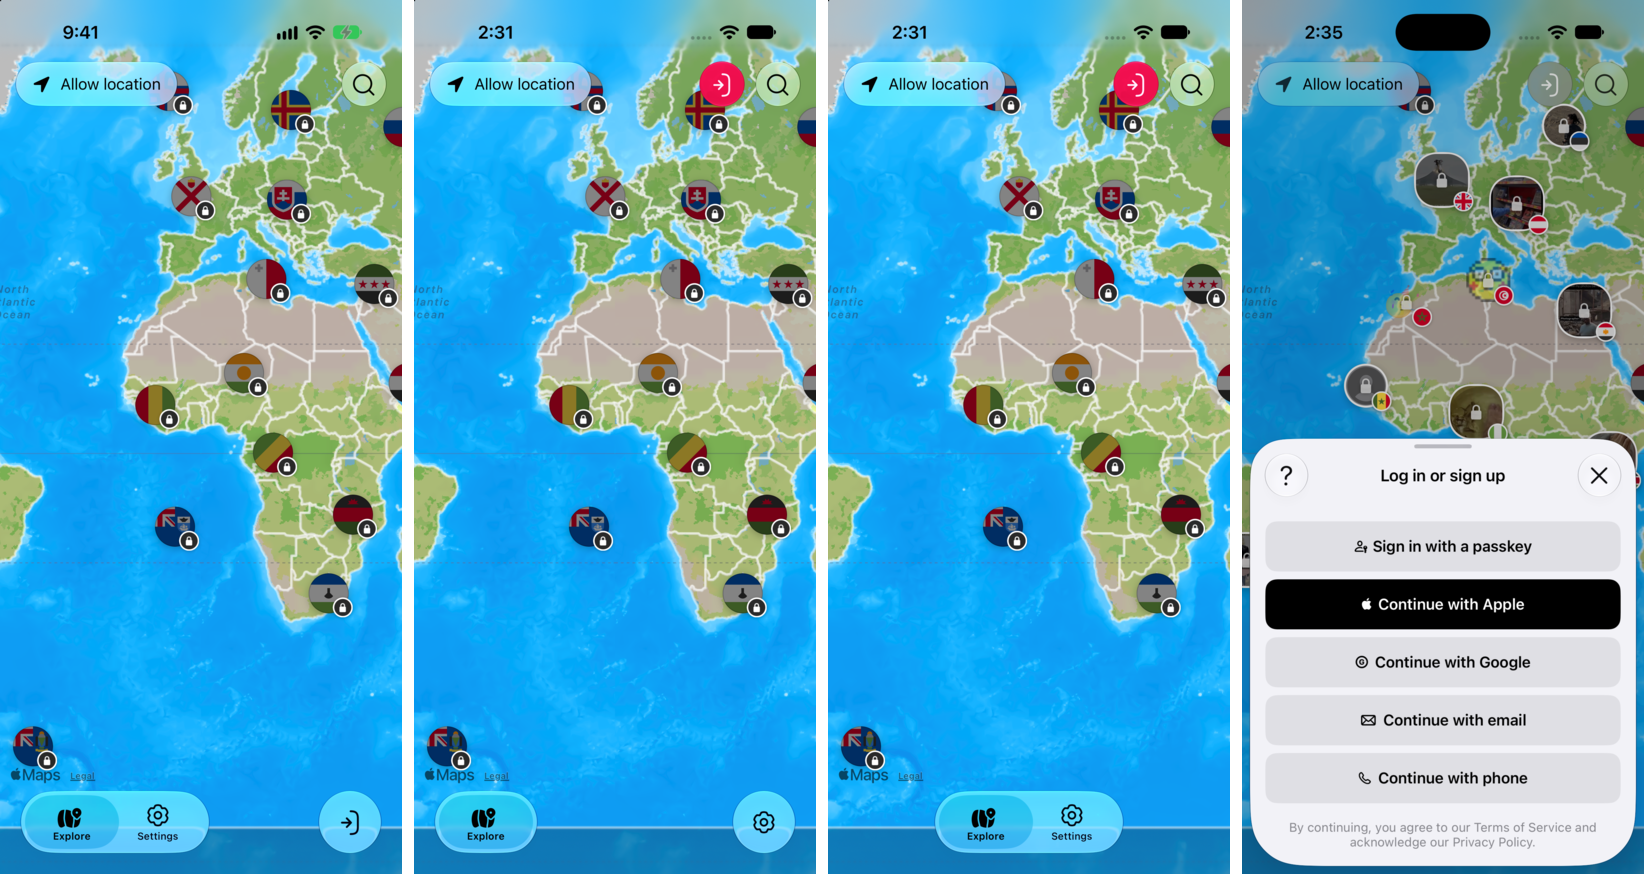 9:41
Allow location
North
Atlantic
Ocean
Maps
Legal
Explore
Settings
2:31
Allow location
North
Atlantic
Ocean
Maps
Legal
Explore
2:31
Allow location
North
Atlantic
Ocean
Maps
Legal
Explore
Settings
2:35
Allow location
North
Atlantic
Ocean
?
Log in or sign up
Sign in with a passkey
Continue with Apple
Continue with Google
Continue with email
Continue with phone
By continuing, you agree to our Terms of Service and
acknowledge our Privacy Policy.